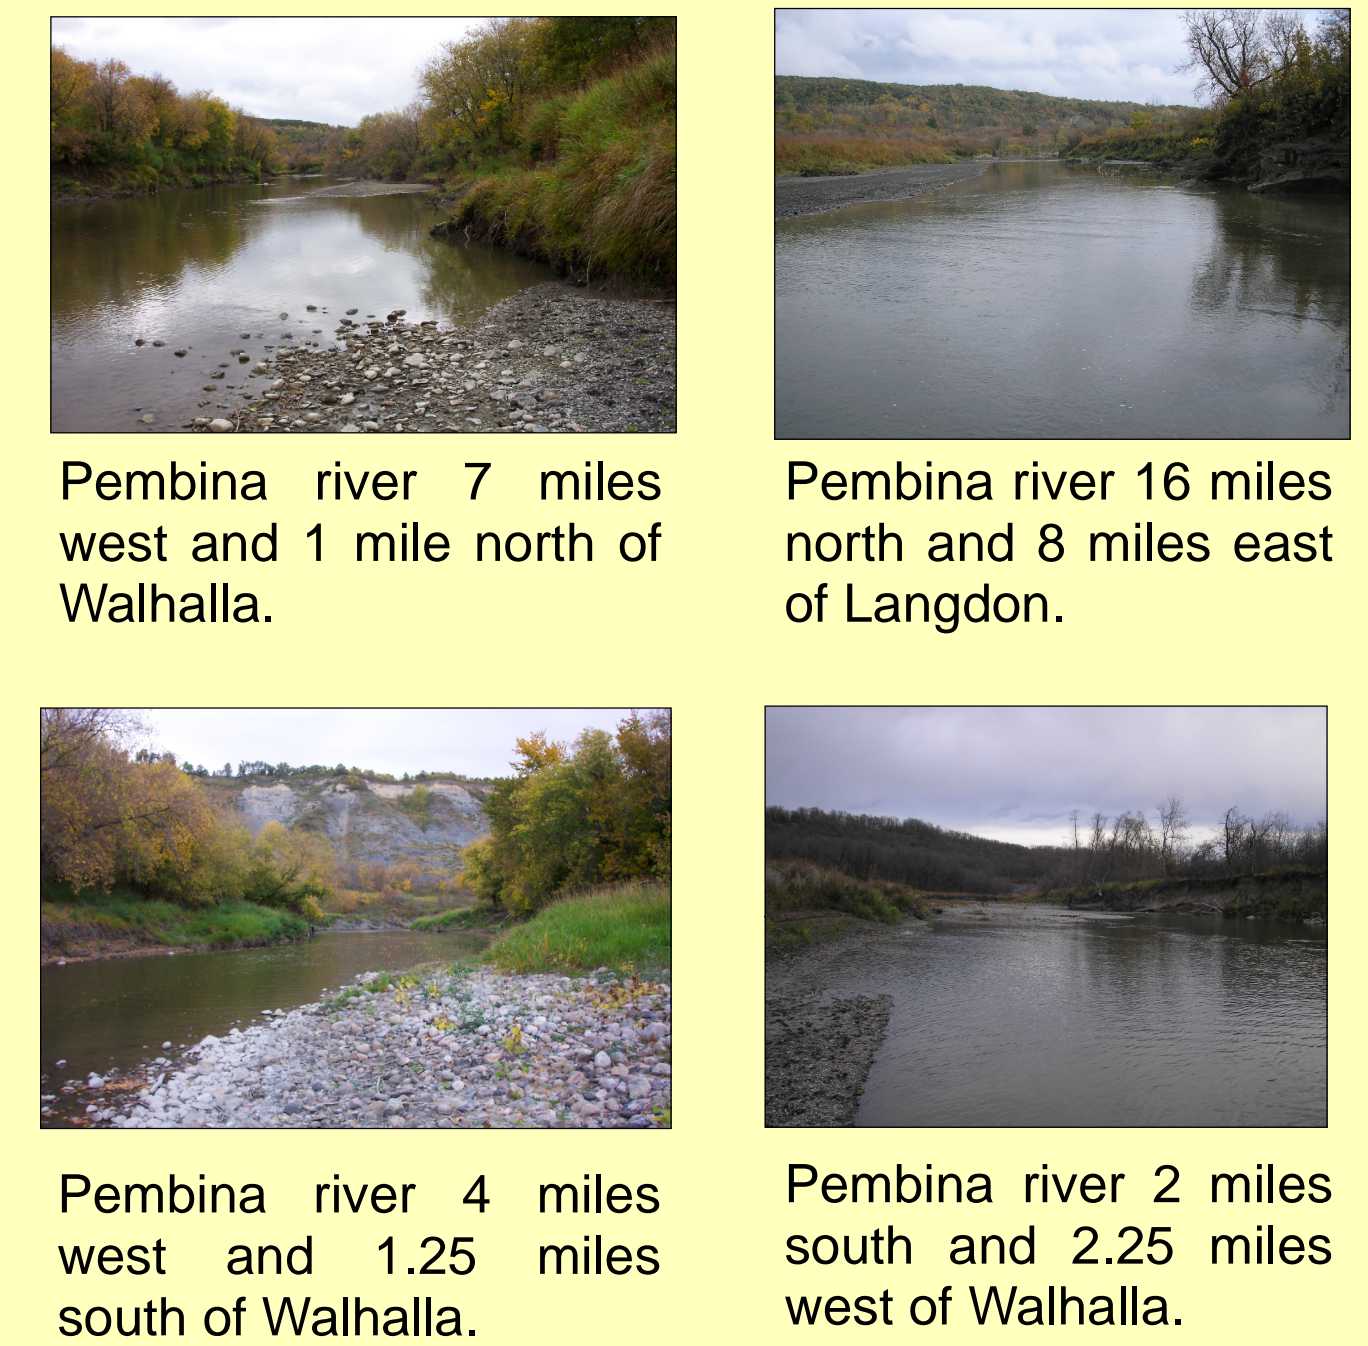 Pembina river 7 miles
west and 1 mile north of
Walhalla.
Pembina river 16 miles
north and 8 miles east
of Langdon.
Pembina river 4 miles
west and 1.25 miles
south of Walhalla.
Pembina river 2 miles
south and 2.25 miles
west of Walhalla.